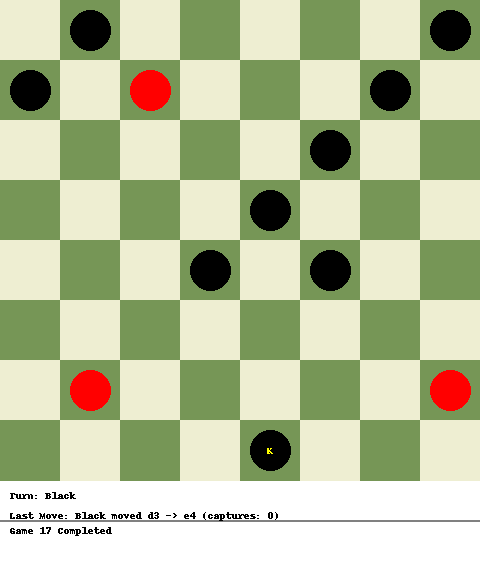 K
Turn: Black
Last Move: Black moved d3 -> e4 (captures: 0)
Game 17 Completed